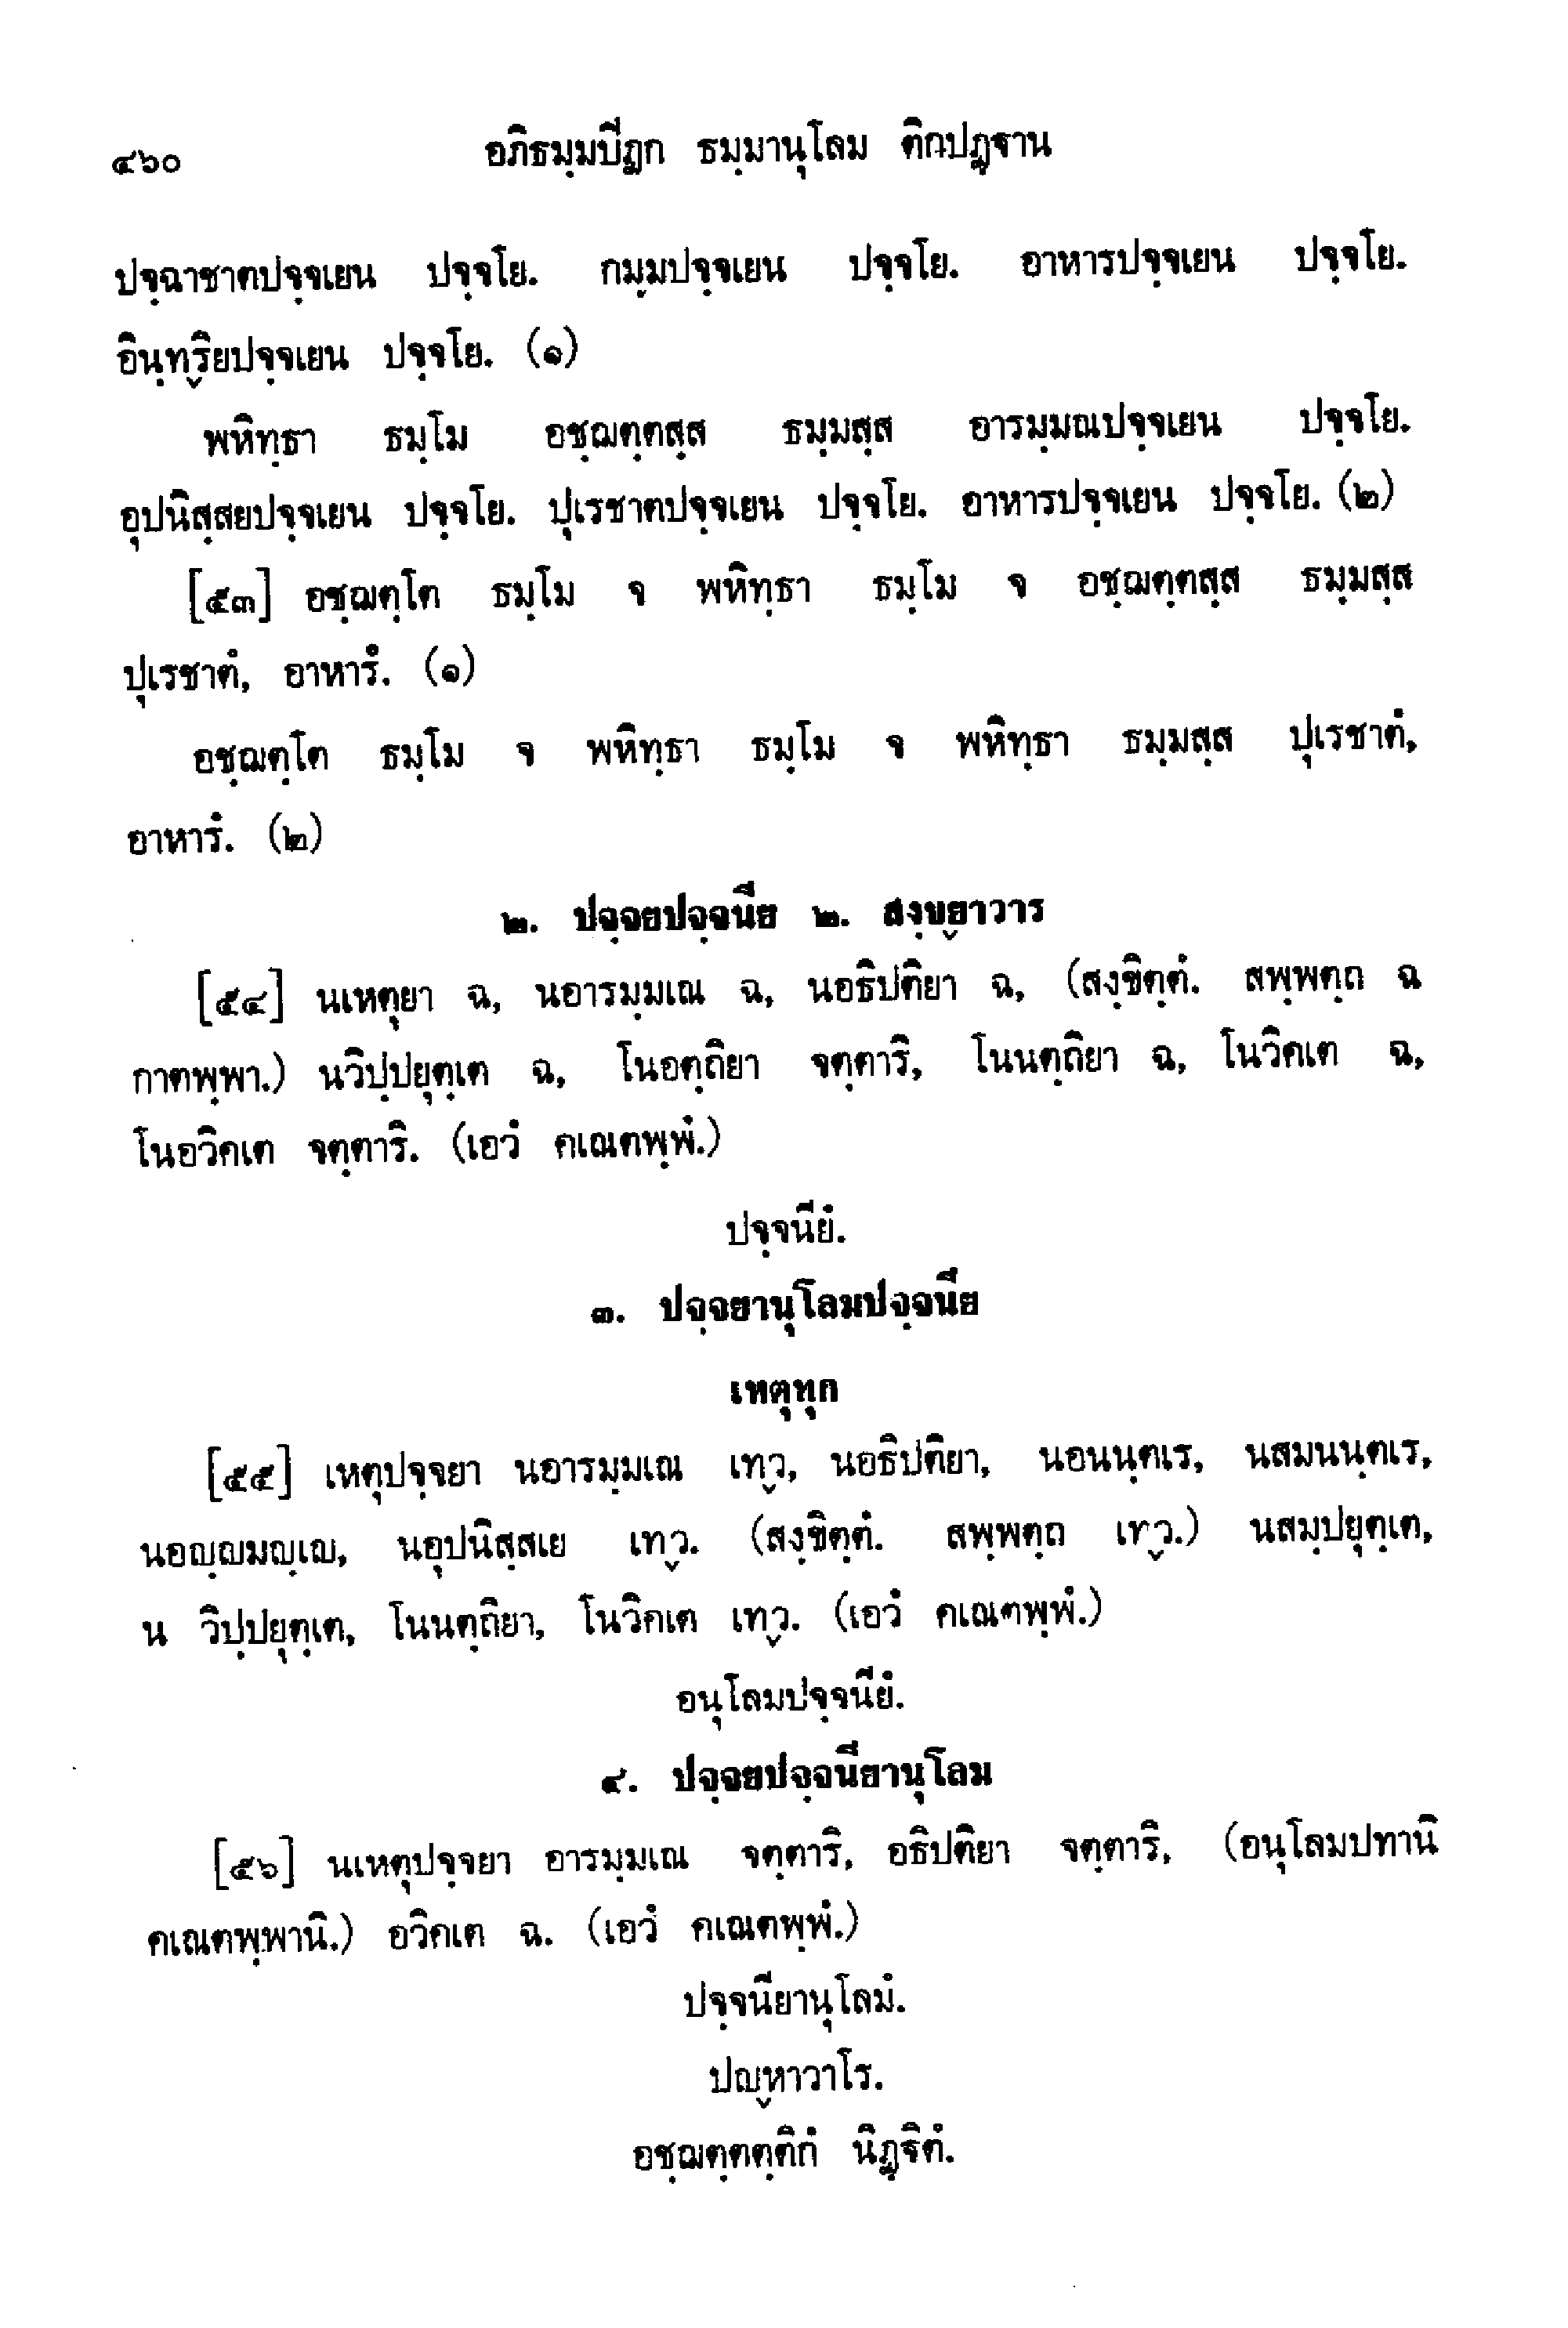 ๔๖๐ อภิธมฺมปีฏก ธมฺมานุโลม ติกปฏฺฐาน
ปจฺฉาชาตปจฺจเยน ปจฺจโย. กมฺมปจฺจเยน ปจฺจโย. อาหารปจฺจเยน ปจฺจโย.
อินฺทฺริยปจฺจเยน ปจฺจโย. (๑)
พหิทฺธา ธมฺโม อชฺฌตฺตสฺส ธมฺมสฺส อารมฺมณปจฺจเยน ปจฺจโย.
อุปนิสฺสยปจฺจเยน ปจฺจโย. ปุเรชาตปจฺจเยน ปจฺจโย. อาหารปจฺจเยน ปจฺจโย. (๒)
[๕๓] อชฺฌตฺโต ธมฺโม จ พหิทฺธา ธมฺโม จ อชฺฌตฺตสฺส ธมฺมสฺส
ปุเรชาตํ, อาหารํ. (๑)
อชฺฌตฺโต ธมฺโม จ พหิทฺธา ธมฺโม จ พหิทฺธา ธมฺมสฺส ปุเรชาตํ,
อาหารํ. (๒)
๒. ปจฺจยปจฺจนีย ๒. สงฺขฺยาวาร
[๕๔] นเหตุยา ฉ, นอารมฺมเณ ฉ, นอธิปติยา ฉ, (สงฺขิตฺตํ. สพฺพตฺถ ฉ
กาตพฺพา.) นวิปฺปยุตฺเต ฉ, โนอตฺถิยา จตฺตาริ, โนนตฺถิยา ฉ, โนวิคเต ฉ,
โนอวิคเต จตฺตาริ. (เอวํ คเณตพฺพํ.)
ปจฺจนียํ.
๓. ปจฺจยานุโลมปจฺจนีย
เหตุทุก
[๕๕] เหตุปจฺจยา นอารมฺมเณ เทฺว, นอธิปติยา, นอนนฺตเร, นสมนนฺตเร,
นอญฺญมญฺเญ, นอุปนิสฺสเย เทฺว. (สงฺขิตฺตํ. สพฺพตฺถ เทฺว.) นสมฺปยุตฺเต,
น วิปฺปยุตฺเต, โนนตฺถิยา, โนวิคเต เทฺว. (เอวํ คเณตพฺพํ.)
อนุโลมปจฺจนียํ.
๔. ปจฺจยปจฺจนียานุโลม
[๕๖] นเหตุปจฺจยา อารมฺมเณ จตฺตาริ, อธิปติยา จตฺตาริ, (อนุโลมปทานิ
คเณตพฺพานิ.) อวิคเต ฉ. (เอวํ คเณตพฺพํ.)
ปจฺจนียานุโลมํ.
ปญฺหาวาโร.
อชฺฌตฺตตฺติกํ นิฏฺฐิตํ.